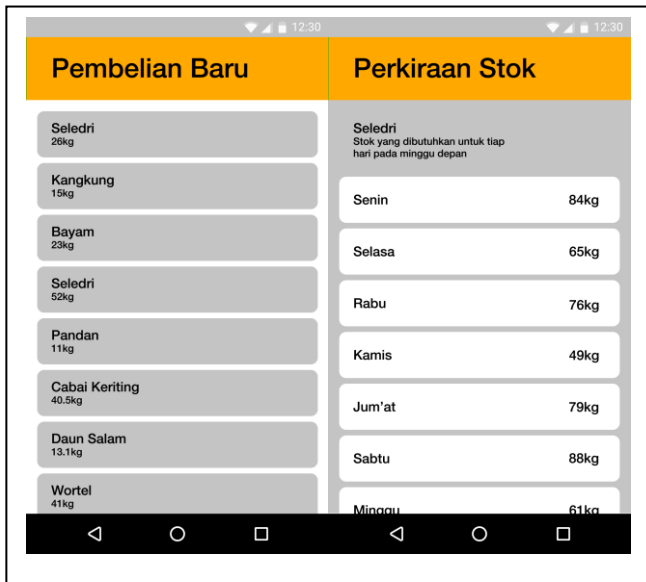 12:30
Pembelian Baru
Seledri
26kg
Kangkung
15kg
Bayam
23kg
Seledri
52kg
Pandan
11kg
Cabai Keriting
40.5kg
Daun Salam
13.1kg
Wortel
41kg
12:30
Perkiraan Stok
Seledri
Stok yang dibutuhkan untuk tiap
hari pada minggu depan
Senin 84kg
Selasa 65kg
Rabu 76kg
Kamis 49kg
Jum'at 79kg
Sabtu 88kg
Minggu 61kg